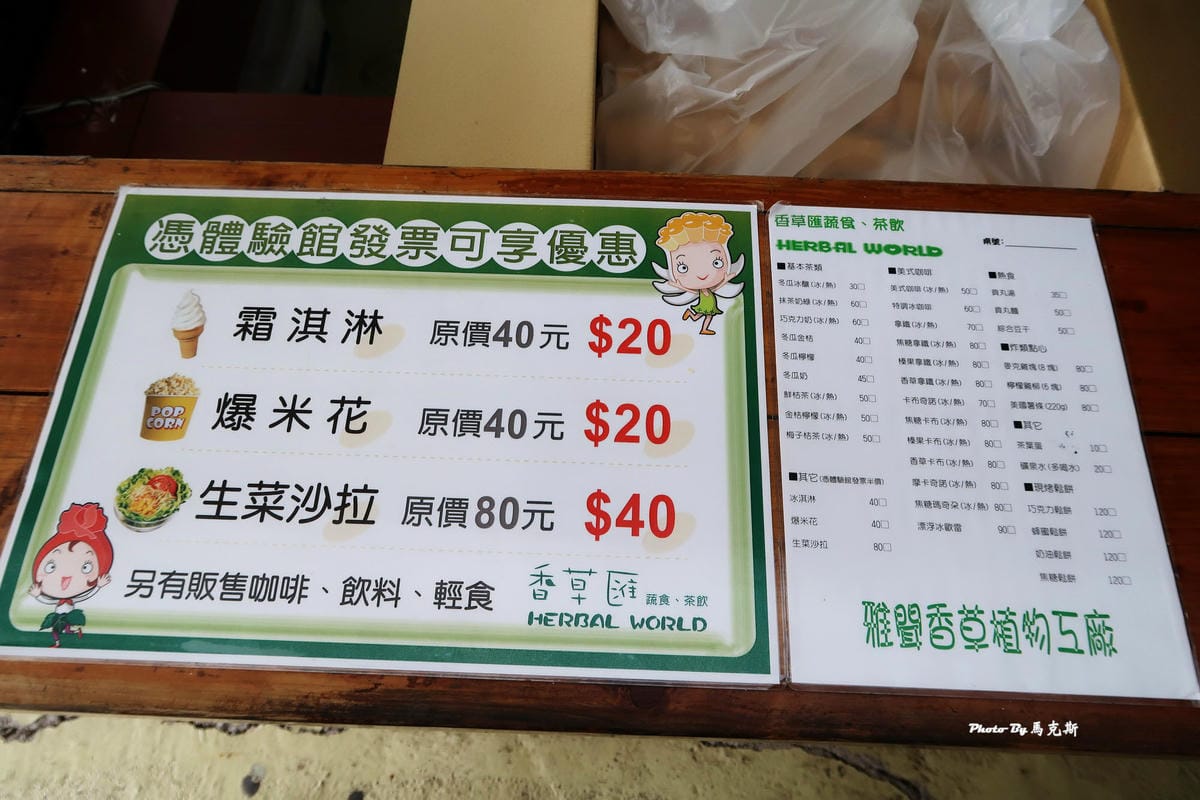 憑體驗館發票可享優惠
霜淇淋 原價40元 $20
POP
CORN
爆米花 原價40元 $20
生菜沙拉 原價80元 $40
另有販售咖啡、飲料、輕食
香草匯 蔬食、茶飲
HERBAL WORLD
香草匯蔬食、茶飲
HERBAL WORLD
桌號:
■基本茶類
冬瓜冰釀(冰/熱) 30□
抹茶奶綠(冰/熱) 60□
巧克力奶(冰/熱) 60□
冬瓜金桔 40□
冬瓜檸檬 40□
冬瓜奶 45□
鮮桔茶(冰/熱) 50□
金桔檸檬(冰/熱) 50□
梅子桔茶(冰/熱) 50□
■其它(憑體驗館發票半價)
冰淇淋 40□
爆米花 40□
生菜沙拉 80□
■美式咖啡
美式咖啡(冰/熱) 50□
特調冰咖啡 60□
拿鐵(冰/熱) 70□
焦糖拿鐵(冰/熱) 80□
榛果拿鐵(冰/熱) 80□
香草拿鐵(冰/熱) 80□
卡布奇諾(冰/熱) 70□
焦糖卡布(冰/熱) 80□
榛果卡布(冰/熱) 80□
香草卡布(冰/熱) 80□
摩卡奇諾(冰/熱) 80□
焦糖瑪奇朵(冰/熱) 80□
漂浮冰歐蕾 90□
■熱食
貢丸湯 35□
貢丸麵 50□
綜合豆干 50□
■炸類點心
麥克雞塊(8塊) 80□
檸檬雞柳(6塊) 80□
美國薯條(220g) 80□
■其它
茶葉蛋 10□
礦泉水(多喝水) 20□
■現烤鬆餅
巧克力鬆餅 120□
蜂蜜鬆餅 120□
奶油鬆餅 120□
焦糖鬆餅 120□
雅聞香草植物工廠
Photo By 馬克斯